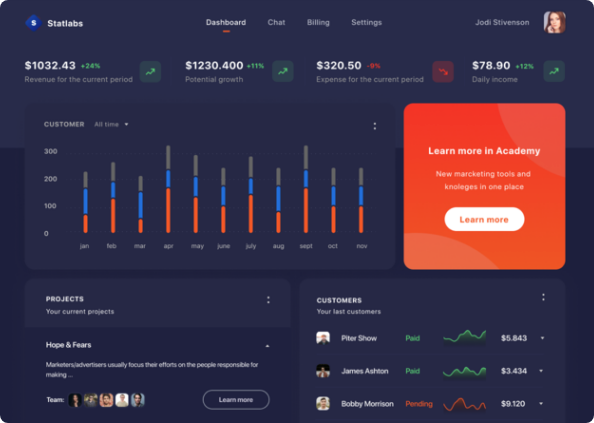 S Statlabs
Dashboard Chat Billing Settings
Jodi Stivenson
$1032.43 +24%
Revenue for the current period
$1230.400 +11%
Potential growth
$320.50 -9%
Expense for the current period
$78.90 +12%
Daily income
CUSTOMER All time
300
200
100
0
jan feb mar apr may june july aug sept oct nov
Learn more in Academy
New marcketing tools and
knoleges in one place
Learn more
PROJECTS
Your current projects
Hope & Fears
Marketers/advertisers usually focus their efforts on the people responsible for
making ...
Team:
Learn more
CUSTOMERS
Your last customers
Piter Show Paid $5.843
James Ashton Paid $3.434
Bobby Morrison Pending $9.120